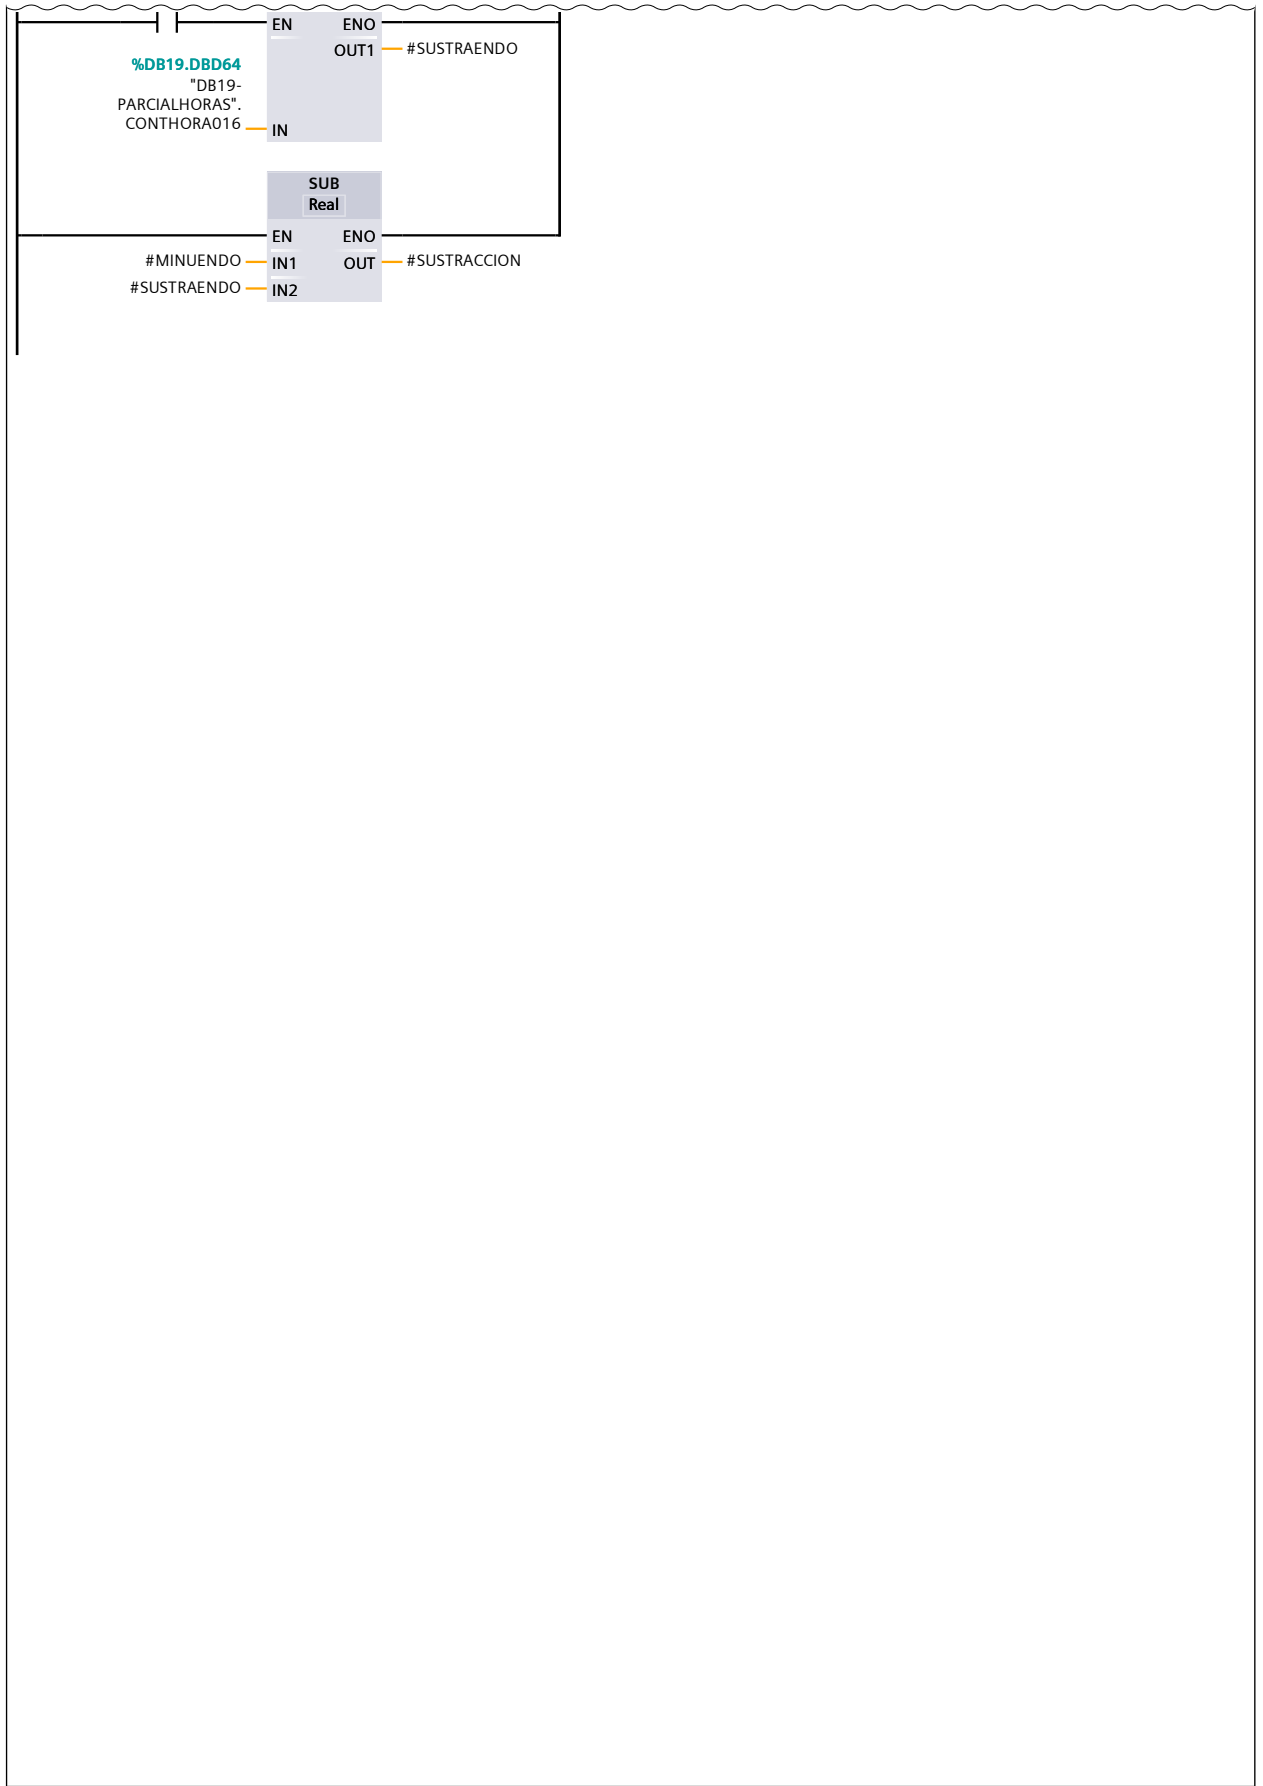 EN ENO
OUT1 #SUSTRAENDO
%DB19.DBD64
"DB19-
PARCIALHORAS".
CONTHORA016 IN
SUB
Real
EN ENO
#MINUENDO IN1 OUT #SUSTRACCION
#SUSTRAENDO IN2